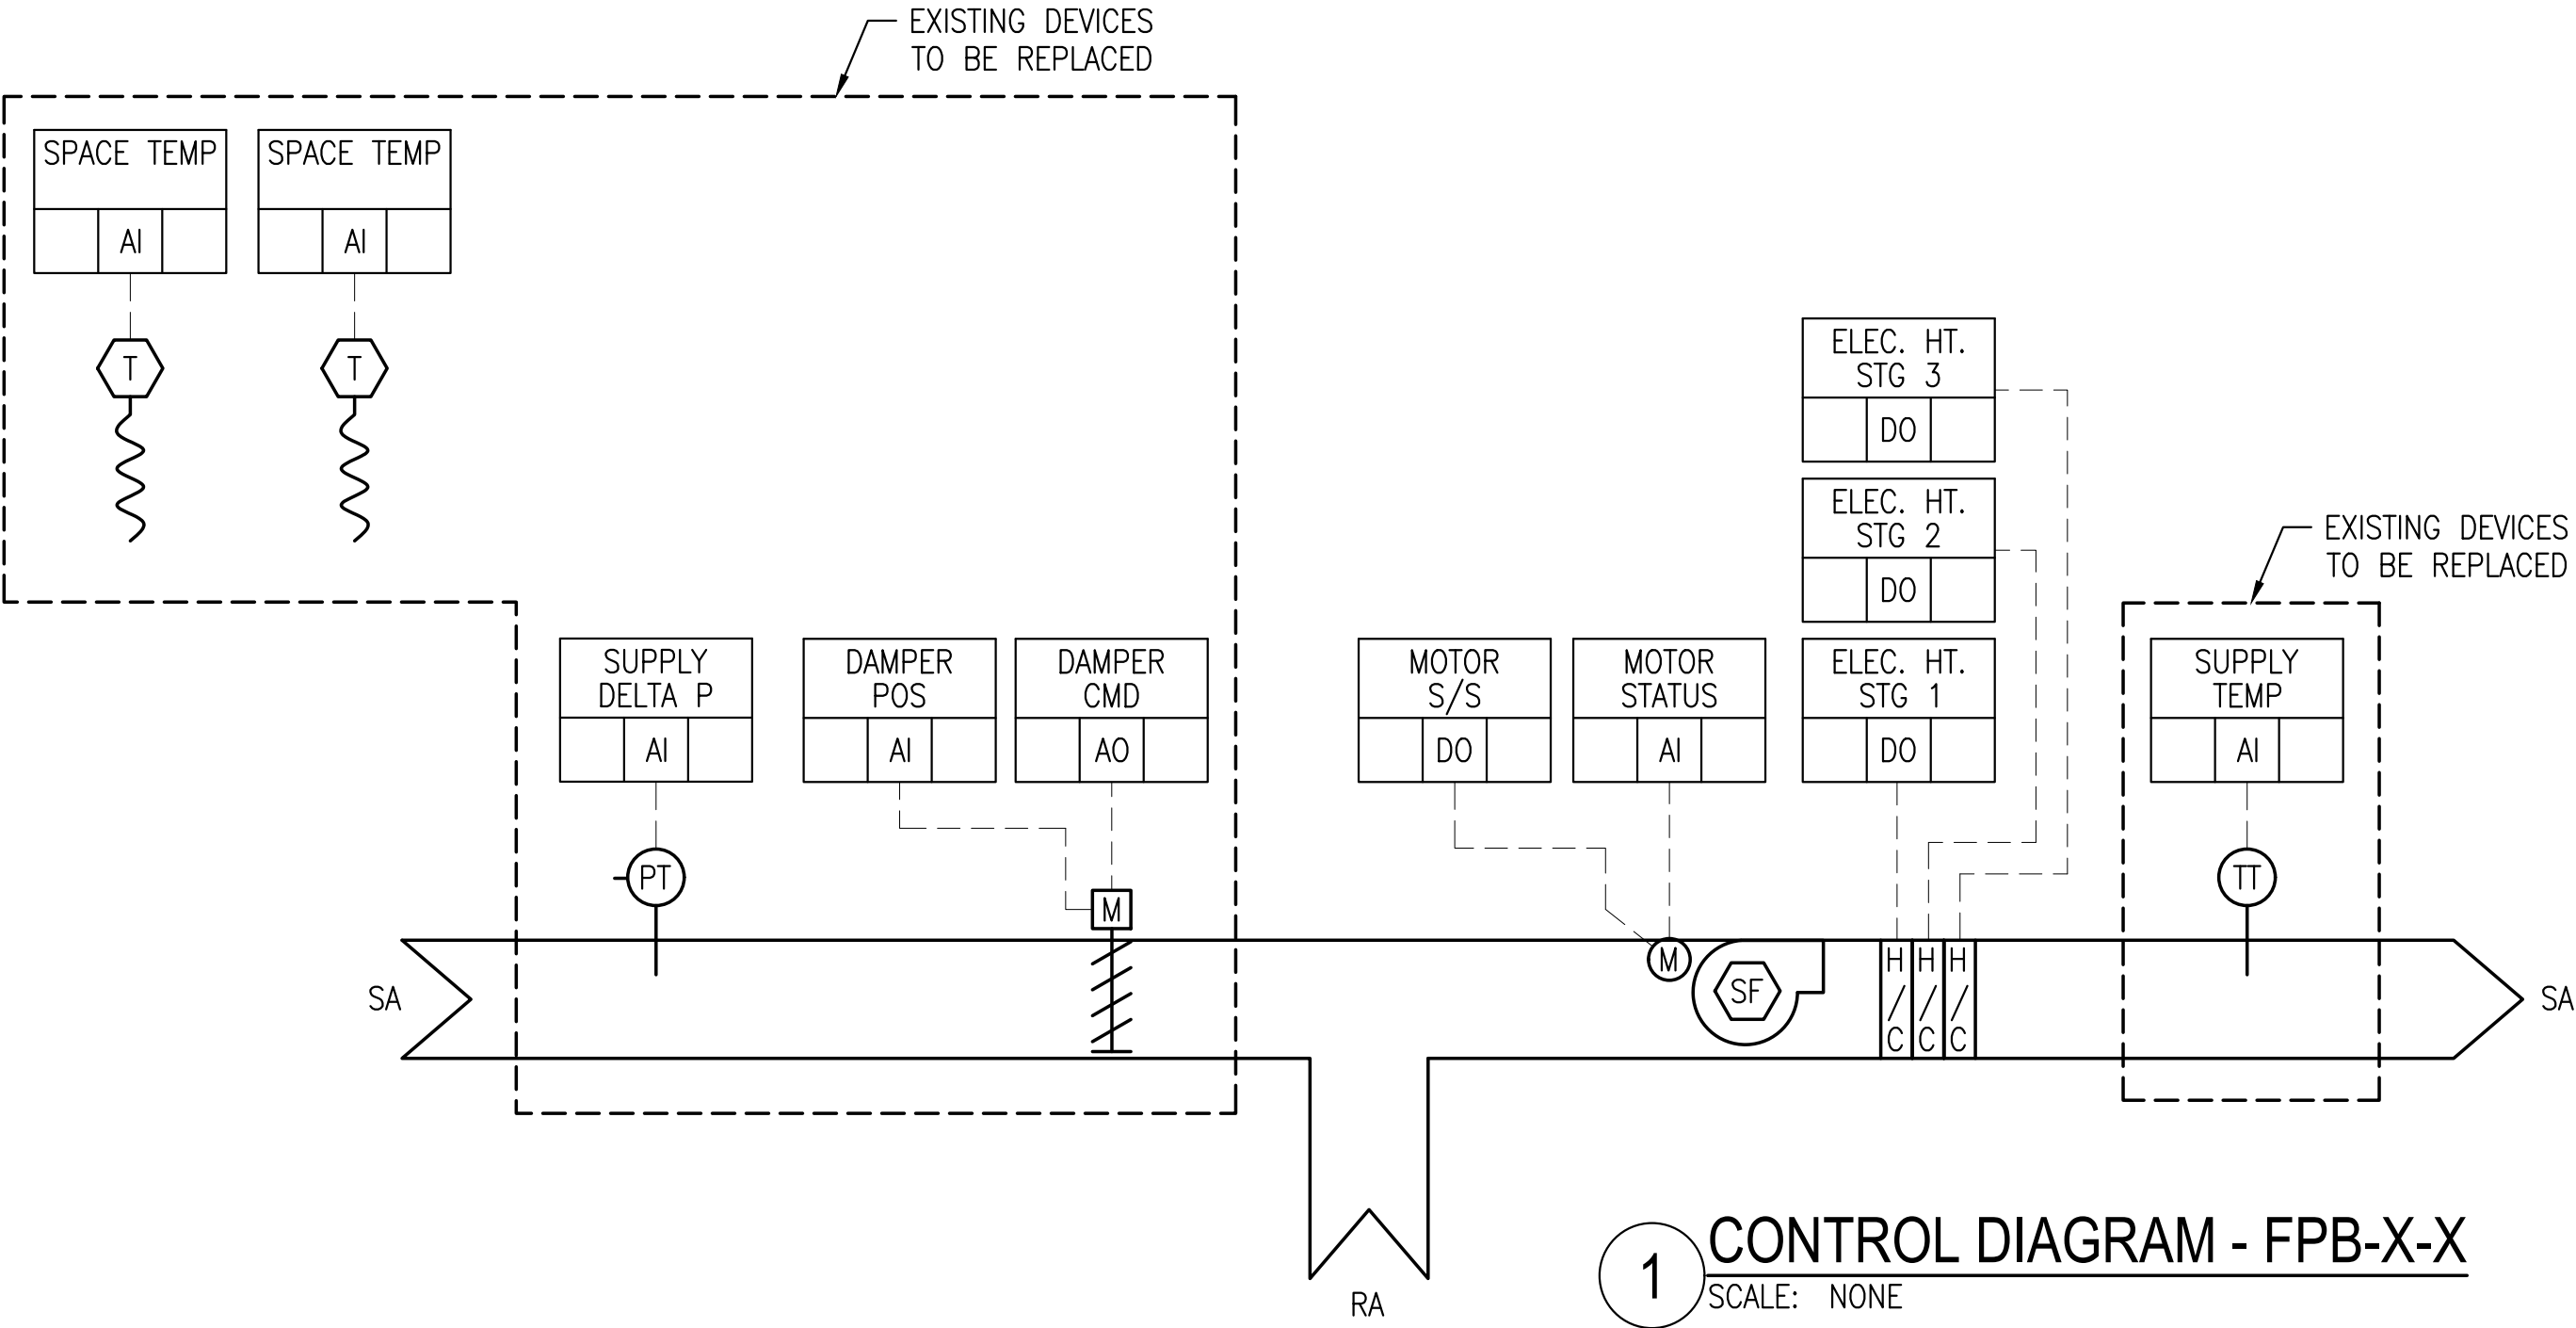 EXISTING DEVICES
TO BE REPLACED
SPACE TEMP
AI
T
SPACE TEMP
AI
T
SUPPLY
DELTA P
AI
PT
DAMPER
POS
AI
DAMPER
CMD
AO
M
MOTOR
S/S
DO
MOTOR
STATUS
AI
M
SF
ELEC. HT.
STG 3
DO
ELEC. HT.
STG 2
DO
ELEC. HT.
STG 1
DO
H/C
H/C
H/C
EXISTING DEVICES
TO BE REPLACED
SUPPLY
TEMP
AI
TT
SA
SA
RA
1
CONTROL DIAGRAM - FPB-X-X
SCALE: NONE